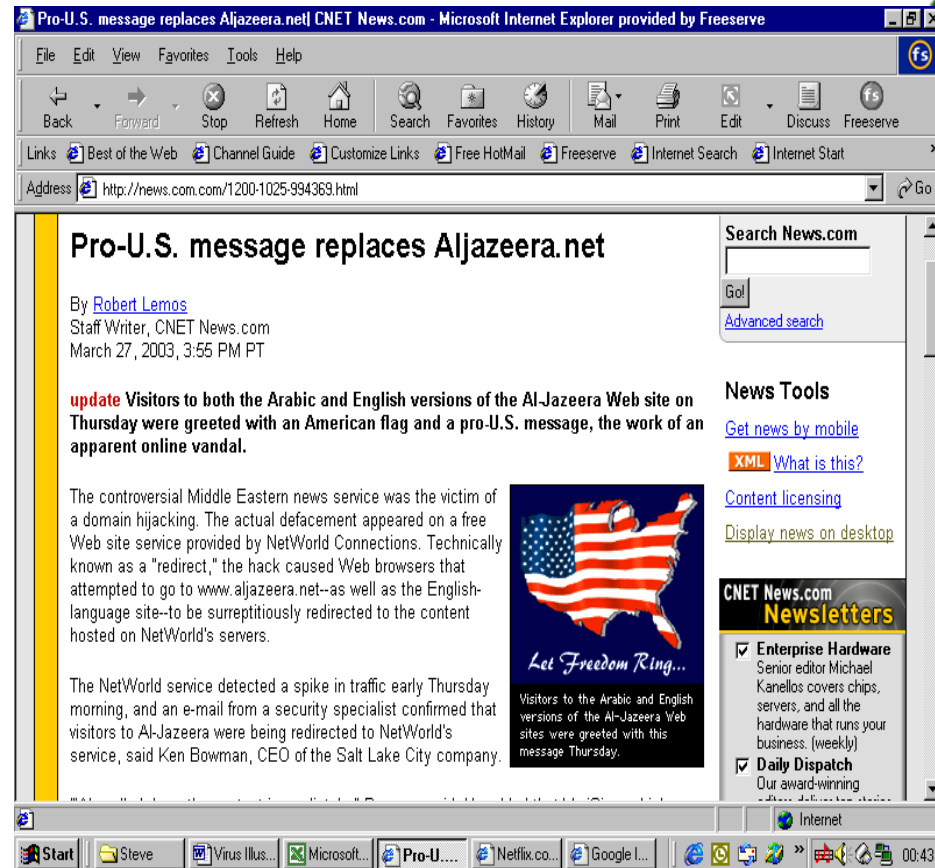 Pro-U.S. message replaces Aljazeera.net| CNET News.com - Microsoft Internet Explorer provided by Freeserve
File Edit View Favorites Tools Help
fs
Back Forward Stop Refresh Home Search Favorites History Mail Print Edit Discuss Freeserve
Links Best of the Web Channel Guide Customize Links Free HotMail Freeserve Internet Search Internet Start
Address http://news.com.com/1200-1025-994369.html Go
Pro-U.S. message replaces Aljazeera.net
By Robert Lemos
Staff Writer, CNET News.com
March 27, 2003, 3:55 PM PT
update Visitors to both the Arabic and English versions of the Al-Jazeera Web site on
Thursday were greeted with an American flag and a pro-U.S. message, the work of an
apparent online vandal.
The controversial Middle Eastern news service was the victim of
a domain hijacking. The actual defacement appeared on a free
Web site service provided by NetWorld Connections. Technically
known as a "redirect," the hack caused Web browsers that
attempted to go to www.aljazeera.net--as well as the English-
language site--to be surreptitiously redirected to the content
hosted on NetWorld's servers.
The NetWorld service detected a spike in traffic early Thursday
morning, and an e-mail from a security specialist confirmed that
visitors to Al-Jazeera were being redirected to NetWorld's
service, said Ken Bowman, CEO of the Salt Lake City company.
Let Freedom Ring...
Visitors to the Arabic and English
versions of the Al-Jazeera Web
sites were greeted with this
message Thursday.
Search News.com
Go!
Advanced search
News Tools
Get news by mobile
XML What is this?
Content licensing
Display news on desktop
CNET News.com
Newsletters
Enterprise Hardware
Senior editor Michael
Kanellos covers chips,
servers, and all the
hardware that runs your
business. (weekly)
Daily Dispatch
Our award-winning
Internet
Start Steve Virus Illus... Microsoft... Pro-U.... Netflix.co... Google I... 00:43